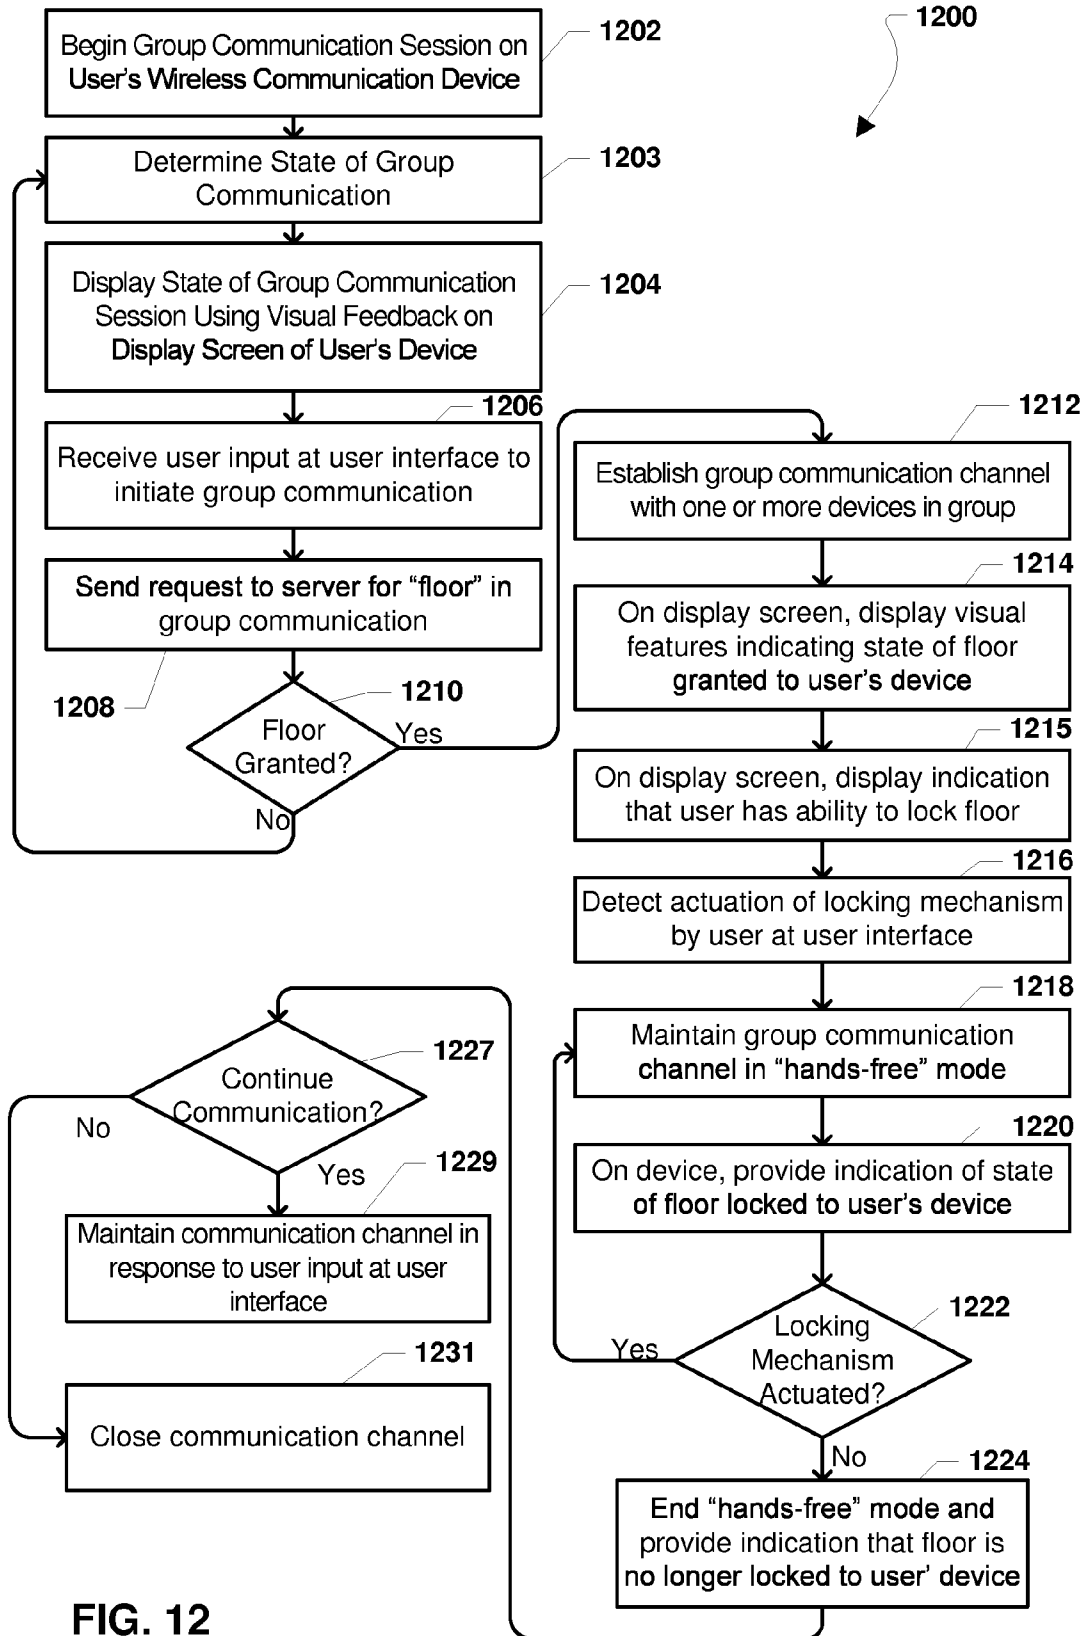 1200
1202
Begin Group Communication Session on
User's Wireless Communication Device
1203
Determine State of Group
Communication
1204
Display State of Group Communication
Session Using Visual Feedback on
Display Screen of User's Device
1206
Receive user input at user interface to
initiate group communication
Send request to server for “floor” in
group communication
1208
1210
Floor
Granted?
Yes
No
1212
Establish group communication channel
with one or more devices in group
1214
On display screen, display visual
features indicating state of floor
granted to user's device
1215
On display screen, display indication
that user has ability to lock floor
1216
Detect actuation of locking mechanism
by user at user interface
1218
Maintain group communication
channel in “hands-free” mode
1220
On device, provide indication of state
of floor locked to user's device
1222
Locking
Mechanism
Actuated?
Yes
No
1224
End “hands-free” mode and
provide indication that floor is
no longer locked to user' device
1227
Continue
Communication?
No
Yes
1229
Maintain communication channel in
response to user input at user
interface
1231
Close communication channel
FIG. 12